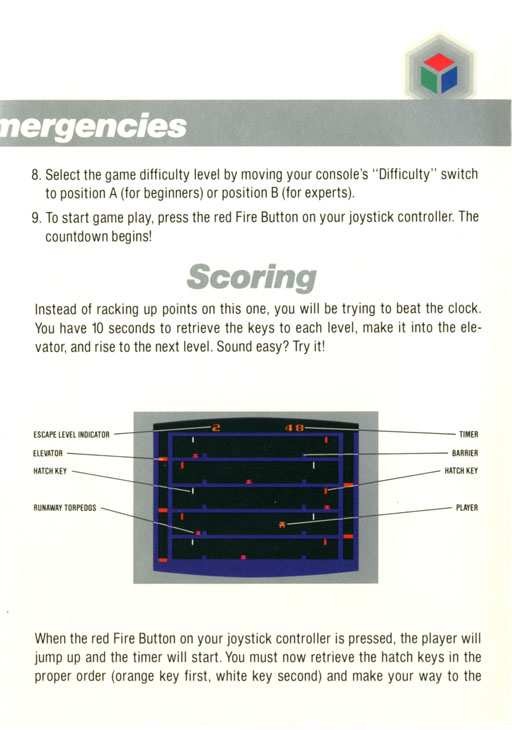 mergencies
8. Select the game difficulty level by moving your console's "Difficulty" switch
to position A (for beginners) or position B (for experts).
9. To start game play, press the red Fire Button on your joystick controller. The
countdown begins!
Scoring
Instead of racking up points on this one, you will be trying to beat the clock.
You have 10 seconds to retrieve the keys to each level, make it into the ele-
vator, and rise to the next level. Sound easy? Try it!
2 48
ESCAPE LEVEL INDICATOR
ELEVATOR
HATCH KEY
RUNAWAY TORPEDOS
TIMER
BARRIER
HATCH KEY
PLAYER
When the red Fire Button on your joystick controller is pressed, the player will
jump up and the timer will start. You must now retrieve the hatch keys in the
proper order (orange key first, white key second) and make your way to the